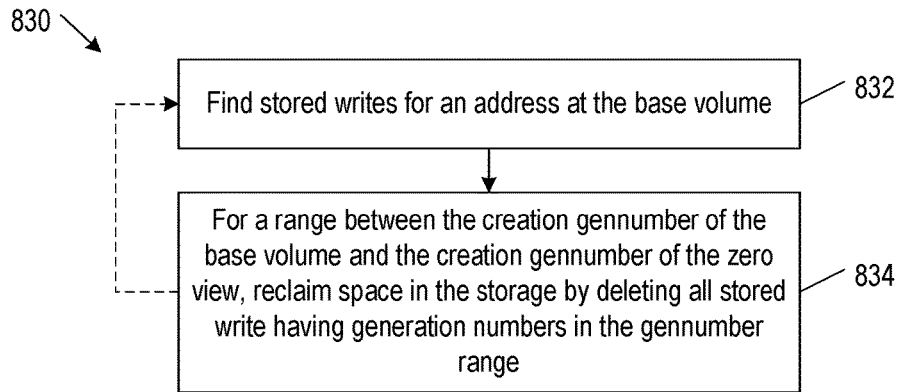 830
Find stored writes for an address at the base volume
832
For a range between the creation gennumber of the
base volume and the creation gennumber of the zero
view, reclaim space in the storage by deleting all stored
write having generation numbers in the gennumber
range
834